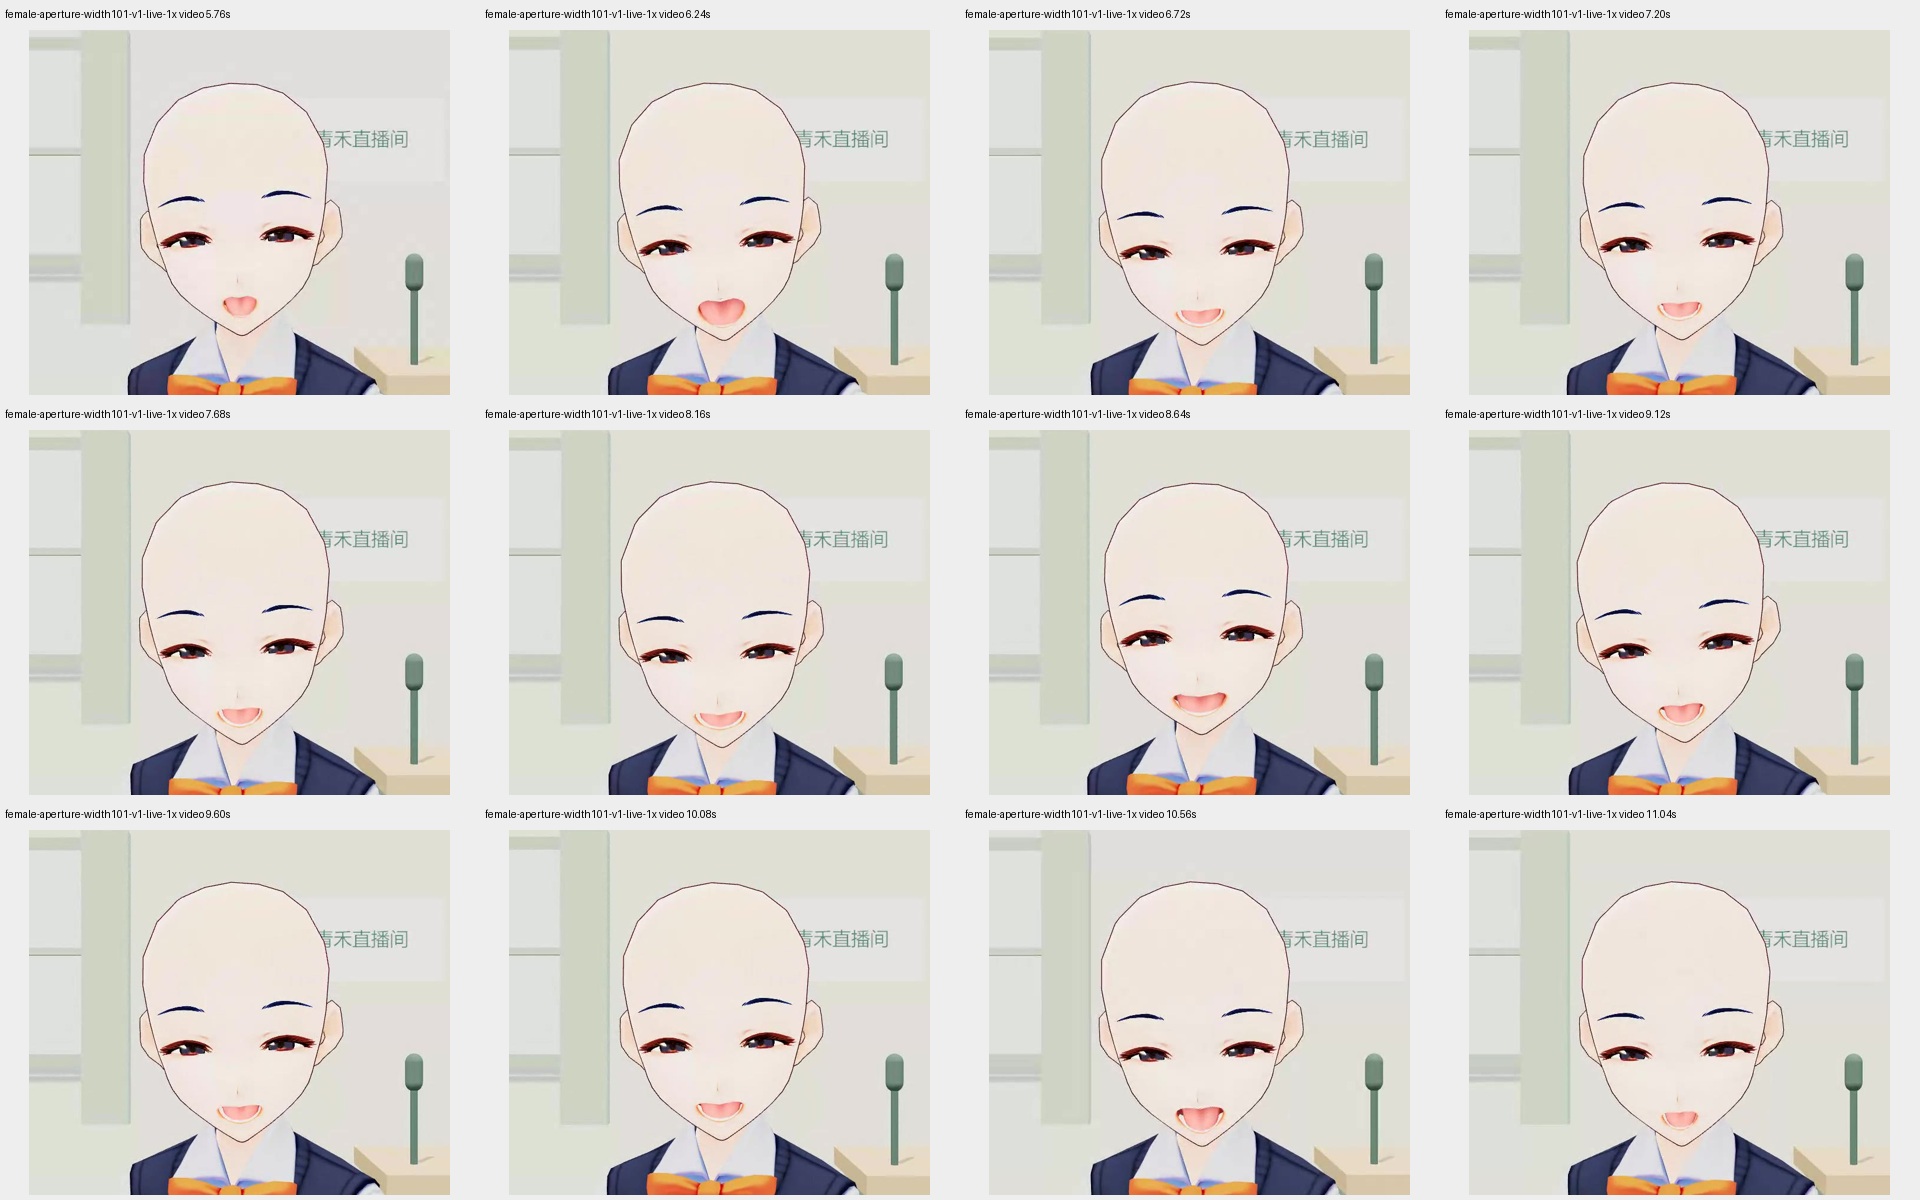 female-aperture-width101-v1-live-1x video 5.76s
female-aperture-width101-v1-live-1x video 6.24s
female-aperture-width101-v1-live-1x video 6.72s
female-aperture-width101-v1-live-1x video 7.20s
青禾直播间
青禾直播间
青禾直播间
青禾直播间
female-aperture-width101-v1-live-1x video 7.68s
female-aperture-width101-v1-live-1x video 8.16s
female-aperture-width101-v1-live-1x video 8.64s
female-aperture-width101-v1-live-1x video 9.12s
青禾直播间
青禾直播间
青禾直播间
青禾直播间
female-aperture-width101-v1-live-1x video 9.60s
female-aperture-width101-v1-live-1x video 10.08s
female-aperture-width101-v1-live-1x video 10.56s
female-aperture-width101-v1-live-1x video 11.04s
青禾直播间
青禾直播间
青禾直播间
青禾直播间